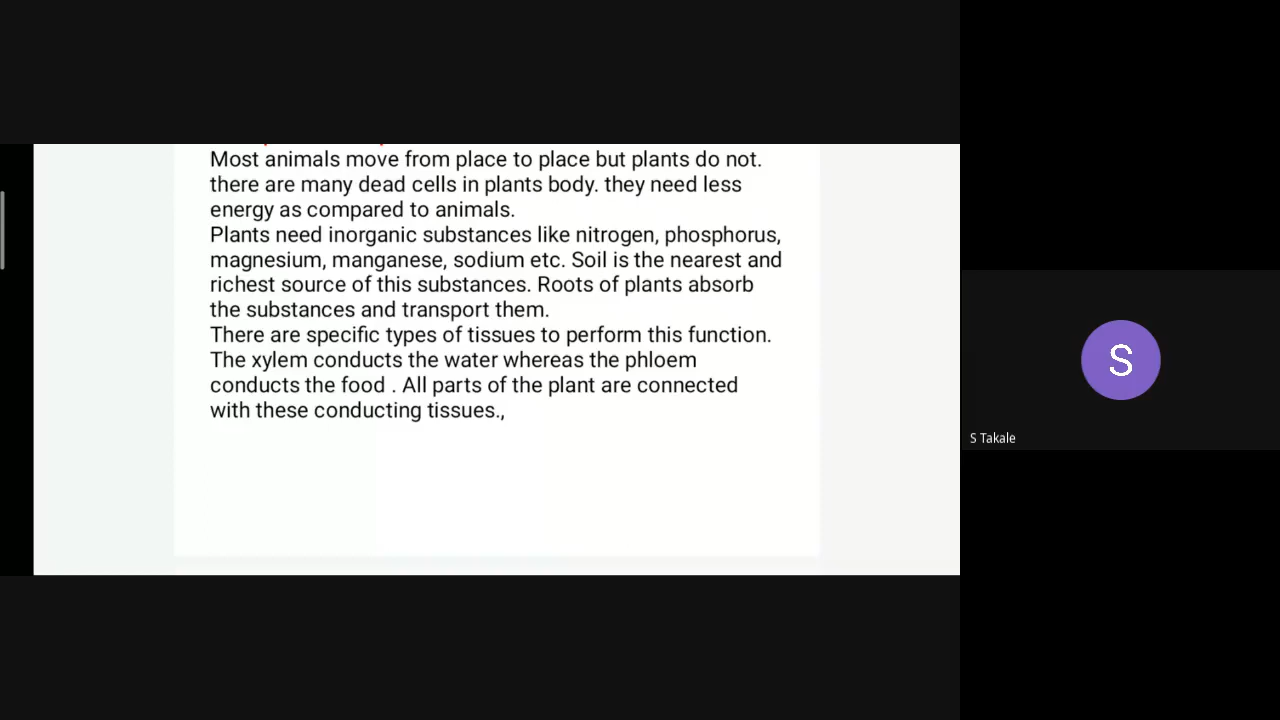 Most animals move from place to place but plants do not.
there are many dead cells in plants body. they need less
energy as compared to animals.
Plants need inorganic substances like nitrogen, phosphorus,
magnesium, manganese, sodium etc. Soil is the nearest and
richest source of this substances. Roots of plants absorb
the substances and transport them.
There are specific types of tissues to perform this function.
The xylem conducts the water whereas the phloem
conducts the food . All parts of the plant are connected
with these conducting tissues.,
S
S Takale